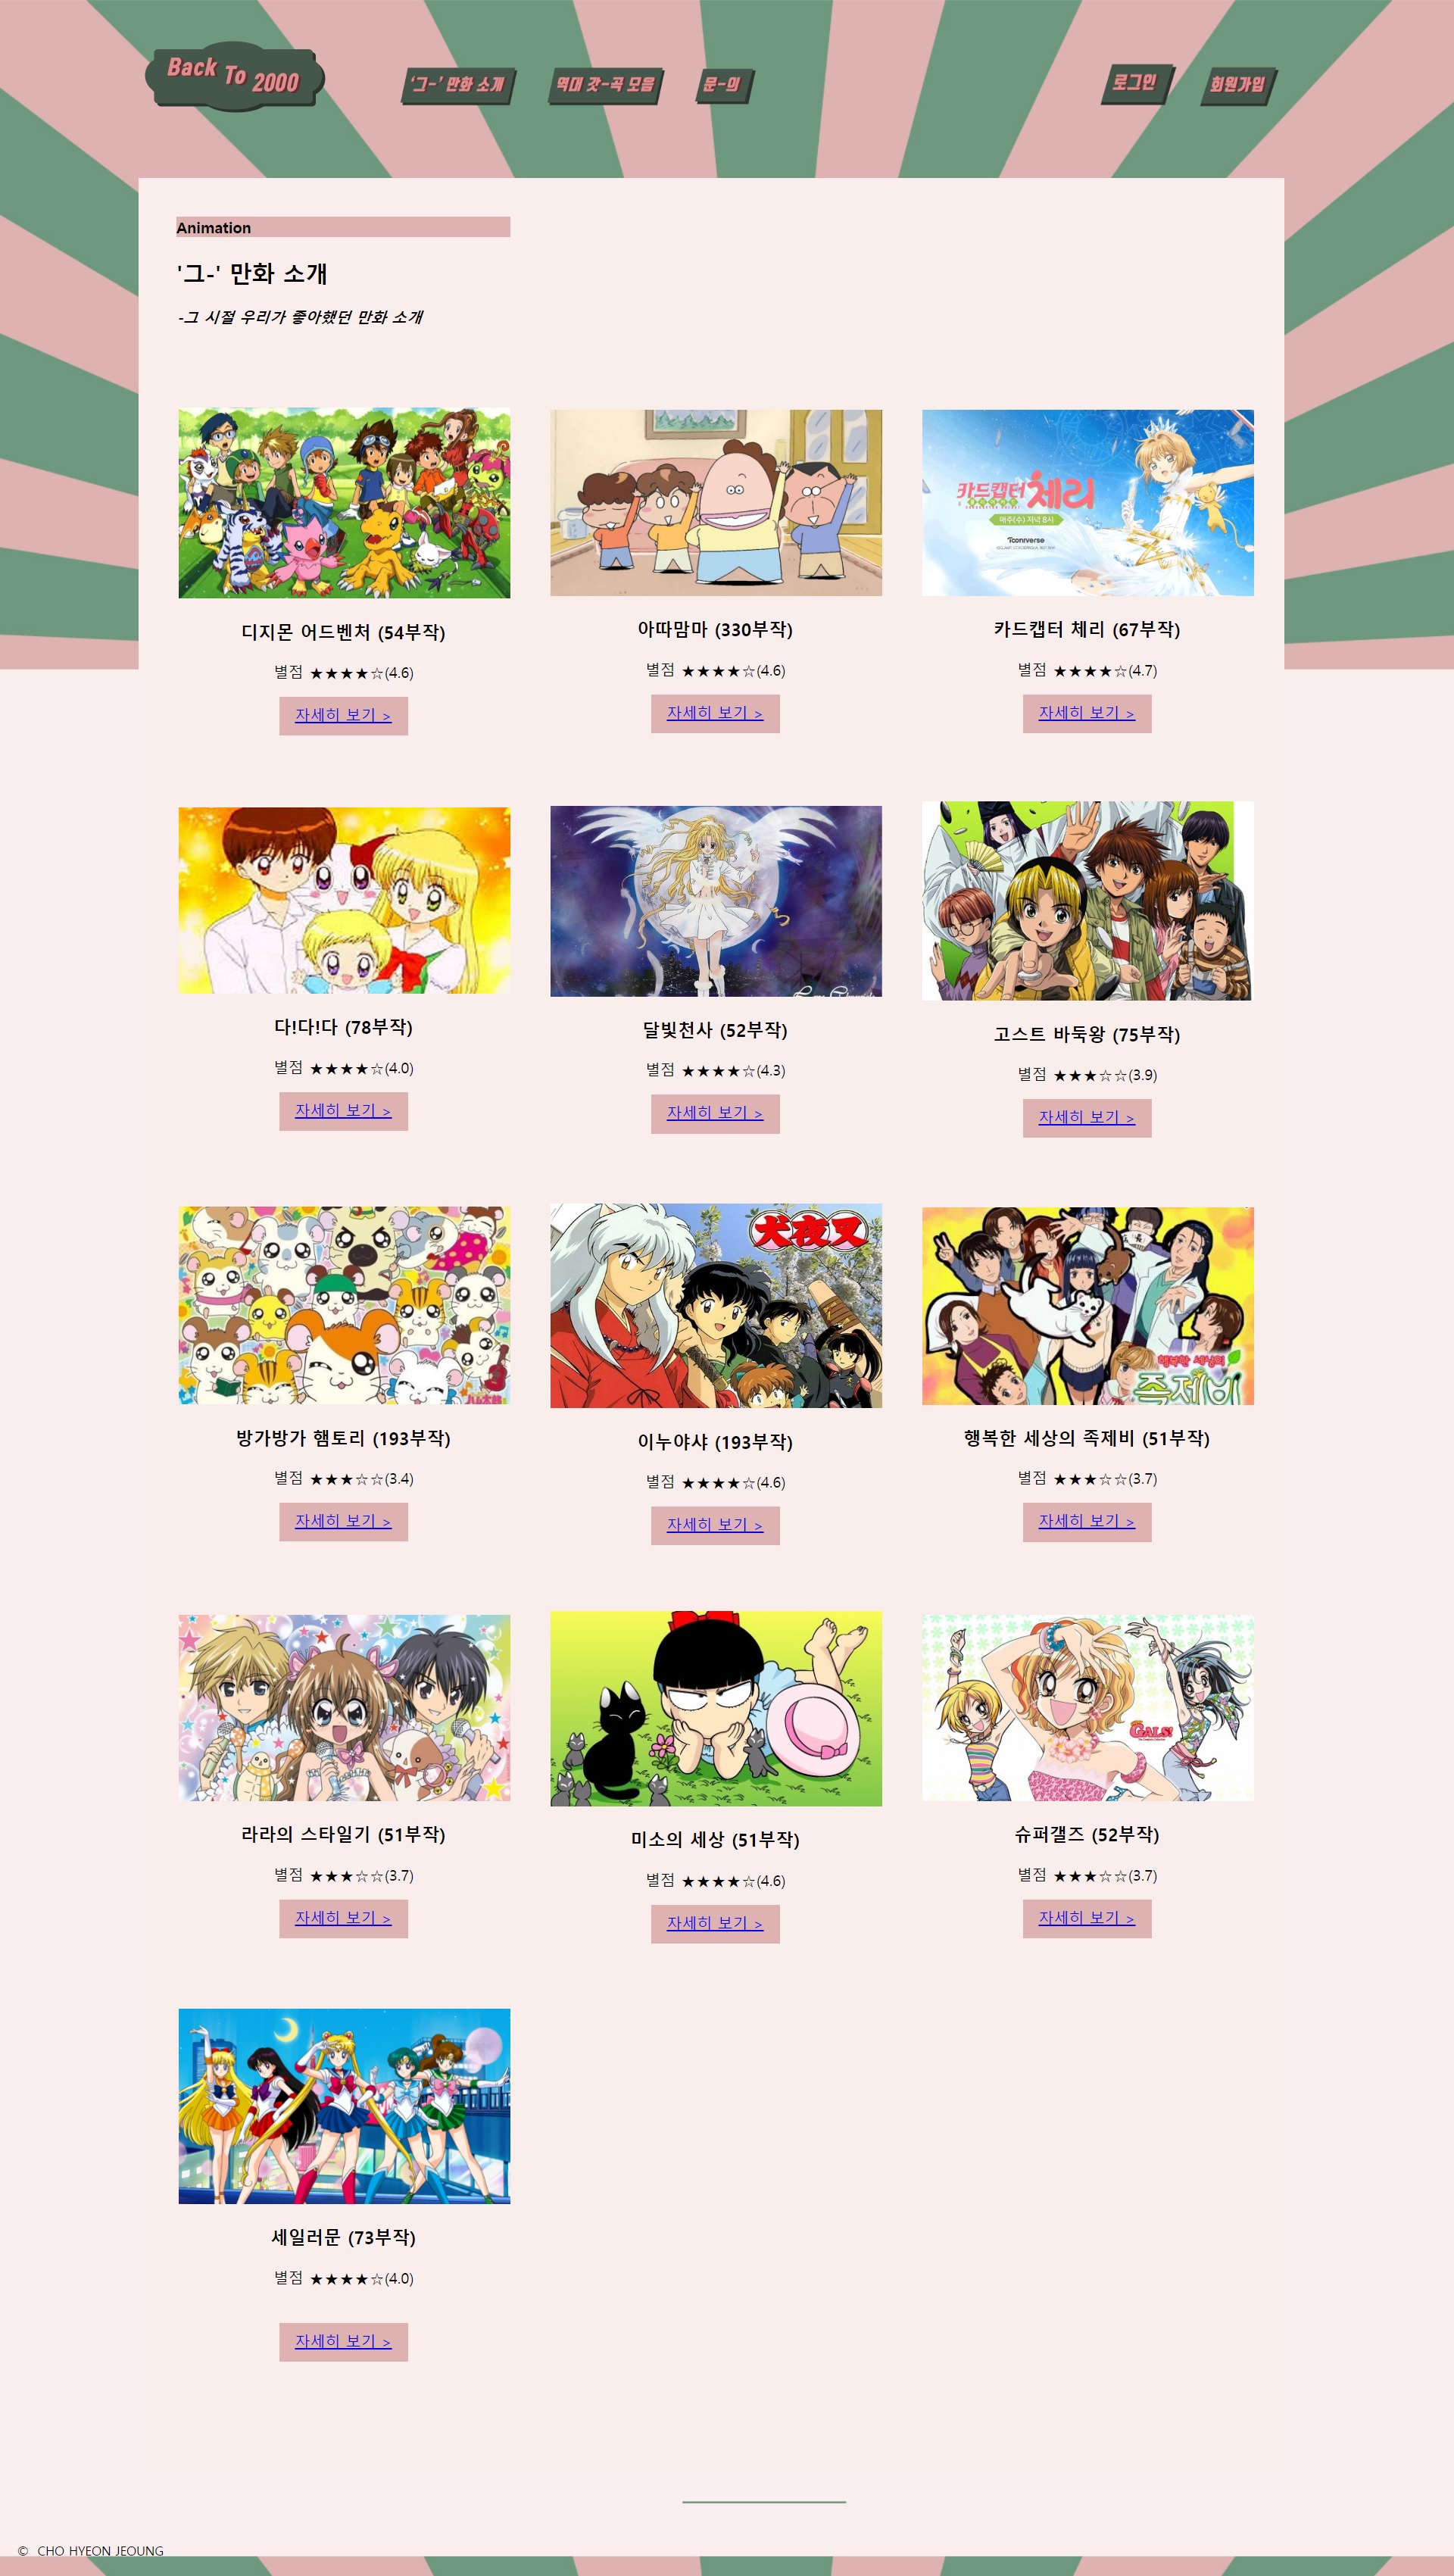 Back To 2000
'그-' 만화 소개
역대 갓-곡 모음
문-의
로그인
회원가입
Animation
'그-' 만화 소개
-그 시절 우리가 좋아했던 만화 소개
카드캡터 체리
매주(수) 저녁 8시
Tooniverse
디지몬 어드벤처 (54부작)
아따맘마 (330부작)
카드캡터 체리 (67부작)
별점 ★★★★☆(4.6)
별점 ★★★★☆(4.6)
별점 ★★★★☆(4.7)
자세히 보기 >
자세히 보기 >
자세히 보기 >
다!다!다 (78부작)
달빛천사 (52부작)
고스트 바둑왕 (75부작)
별점 ★★★★☆(4.0)
별점 ★★★★☆(4.3)
별점 ★★★☆☆(3.9)
자세히 보기 >
자세히 보기 >
자세히 보기 >
犬夜叉
행복한 세상의
족제비
방가방가 햄토리 (193부작)
이누야샤 (193부작)
행복한 세상의 족제비 (51부작)
별점 ★★★☆☆(3.4)
별점 ★★★★☆(4.6)
별점 ★★★☆☆(3.7)
자세히 보기 >
자세히 보기 >
자세히 보기 >
GALS!
라라의 스타일기 (51부작)
미소의 세상 (51부작)
슈퍼갤즈 (52부작)
별점 ★★★☆☆(3.7)
별점 ★★★★☆(4.6)
별점 ★★★☆☆(3.7)
자세히 보기 >
자세히 보기 >
자세히 보기 >
세일러문 (73부작)
별점 ★★★★☆(4.0)
자세히 보기 >
© CHO HYEON JEOUNG